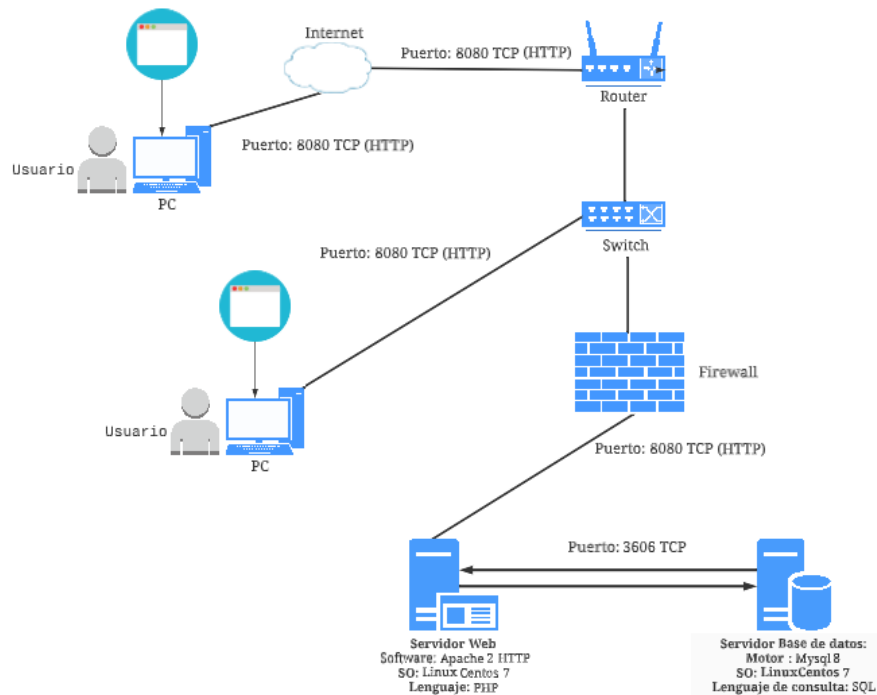 Internet
Puerto: 8080 TCP (HTTP)
Router
Puerto: 8080 TCP (HTTP)
Usuario
PC
Switch
Puerto: 8080 TCP (HTTP)
Firewall
Usuario
PC
Puerto: 8080 TCP (HTTP)
Puerto: 3606 TCP
Servidor Web
Software: Apache 2 HTTP
SO: Linux Centos 7
Lenguaje: PHP
Servidor Base de datos:
Motor : Mysql 8
SO: LinuxCentos 7
Lenguaje de consulta: SQL